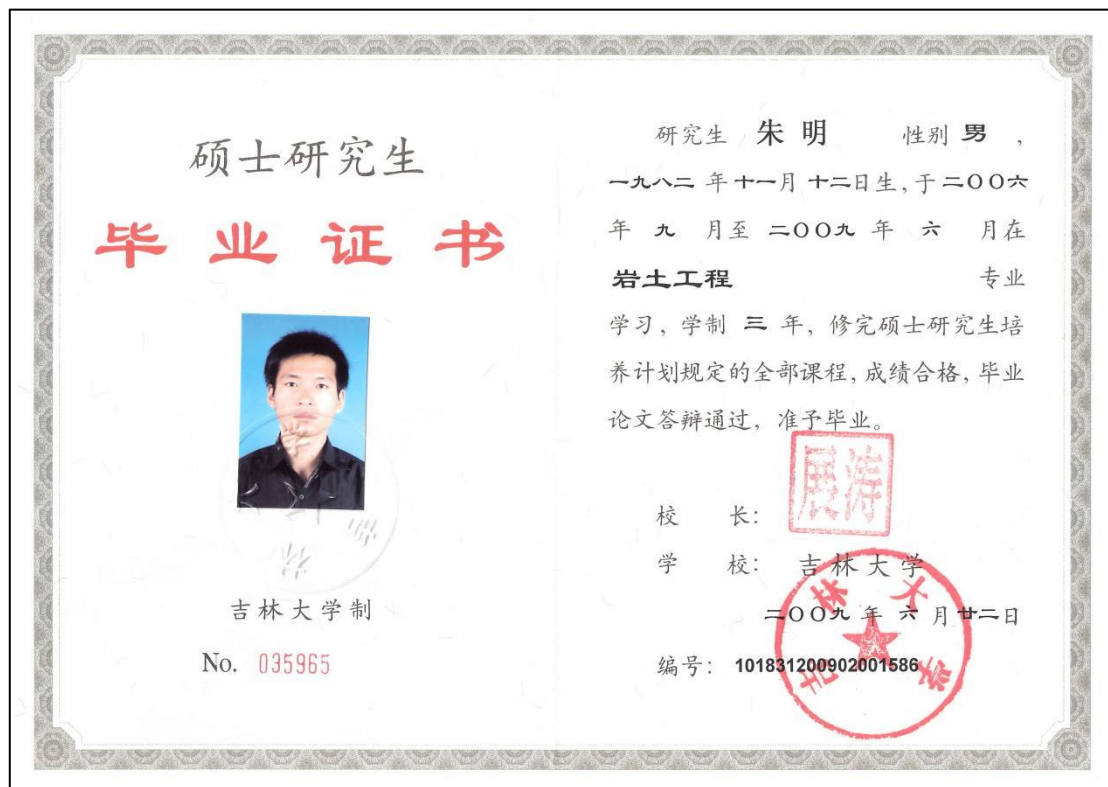 硕士研究生
毕业证书
吉林大学制
No. 035965
研究生 朱明 性别 男，
一九八二 年 十一月 十二日生，于 二〇〇六
年 九 月至 二〇〇九 年 六 月在
岩土工程 专业
学习，学制 三 年，修完硕士研究生培
养计划规定的全部课程，成绩合格，毕业
论文答辩通过，准予毕业。
校 长：
展涛
学 校：吉林大学
二〇〇九 年 六 月廿二日
编号：101831200902001586
吉林大学